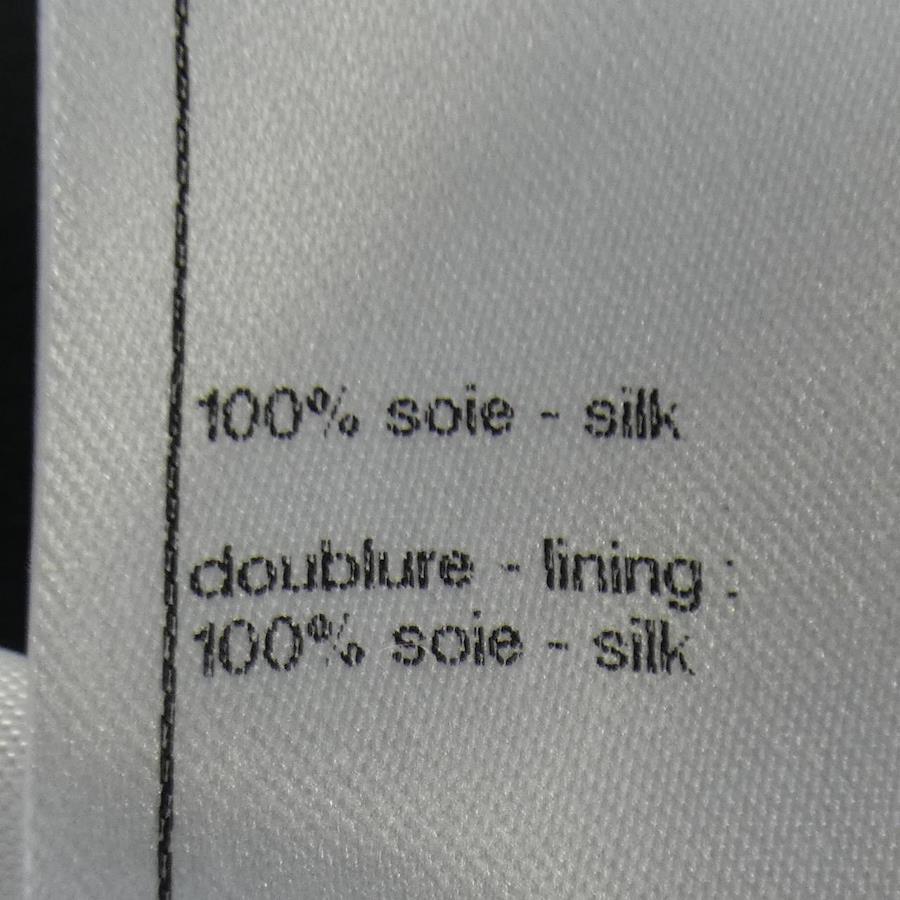 100% soie - silk
doublure - lining :
100% soie - silk